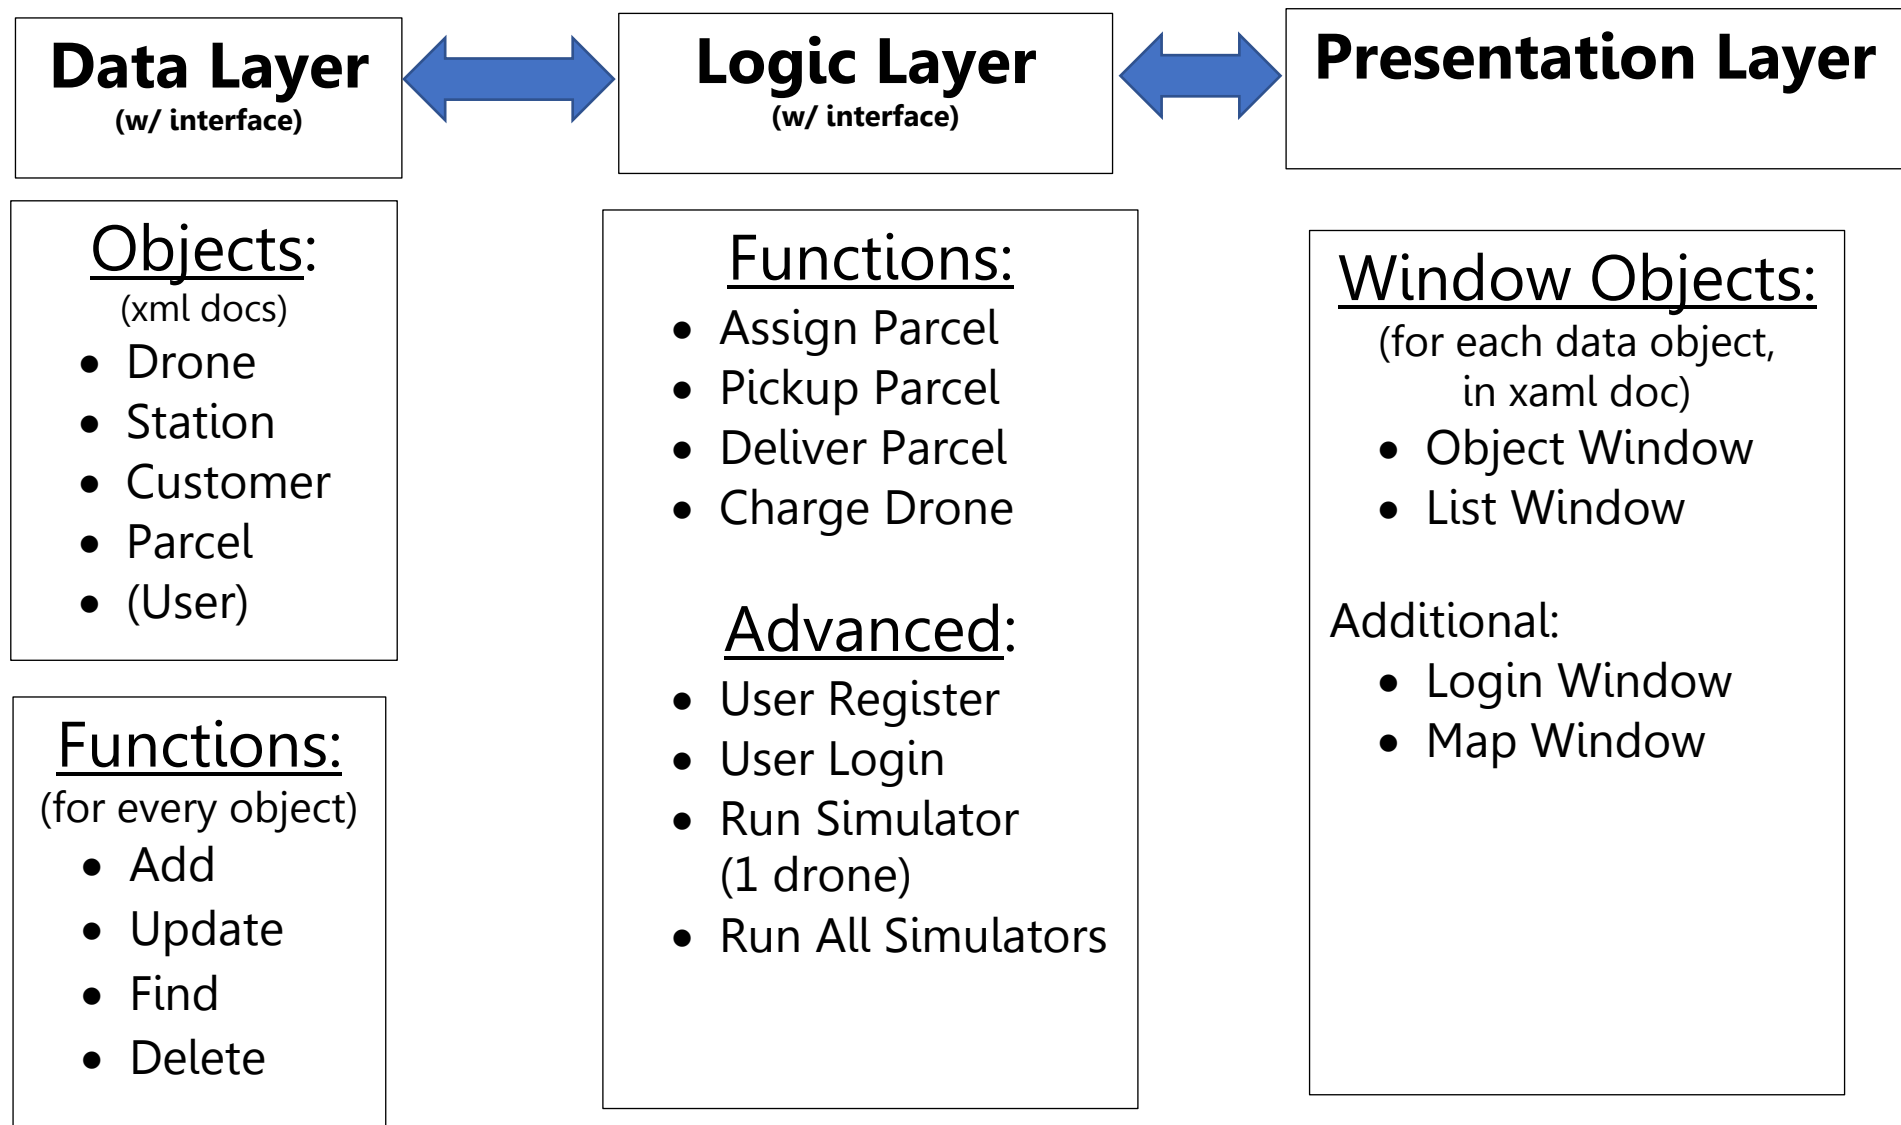 Data Layer
(w/ interface)
Logic Layer
(w/ interface)
Presentation Layer
Objects:
(xml docs)
• Drone
• Station
• Customer
• Parcel
• (User)
Functions:
(for every object)
• Add
• Update
• Find
• Delete
Functions:
• Assign Parcel
• Pickup Parcel
• Deliver Parcel
• Charge Drone
Advanced:
• User Register
• User Login
• Run Simulator
(1 drone)
• Run All Simulators
Window Objects:
(for each data object,
in xaml doc)
• Object Window
• List Window
Additional:
• Login Window
• Map Window